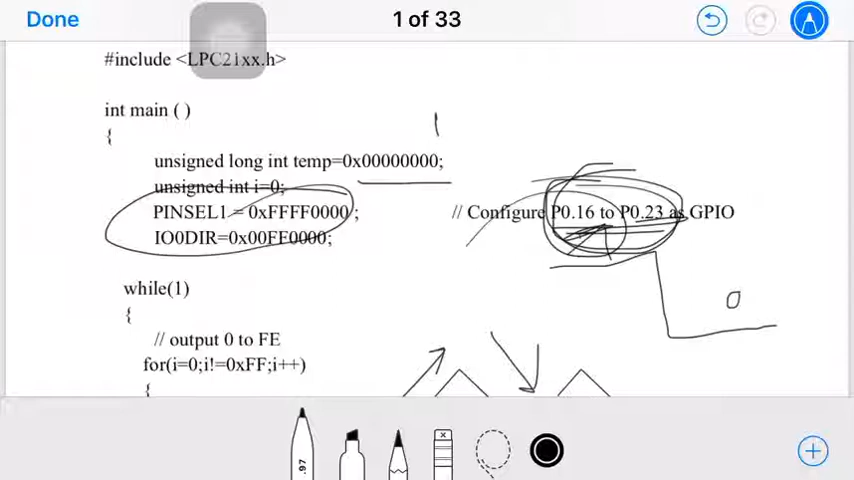 Done
1 of 33
#include <LPC21xx.h>
int main ( )
{
unsigned long int temp=0x00000000;
unsigned int i=0;
PINSEL1 = 0xFFFF0000 ; // Configure P0.16 to P0.23 as GPIO
IO0DIR=0x00FF0000;
0
while(1)
{
// output 0 to FE
for(i=0;i!=0xFF;i++)
{
.97